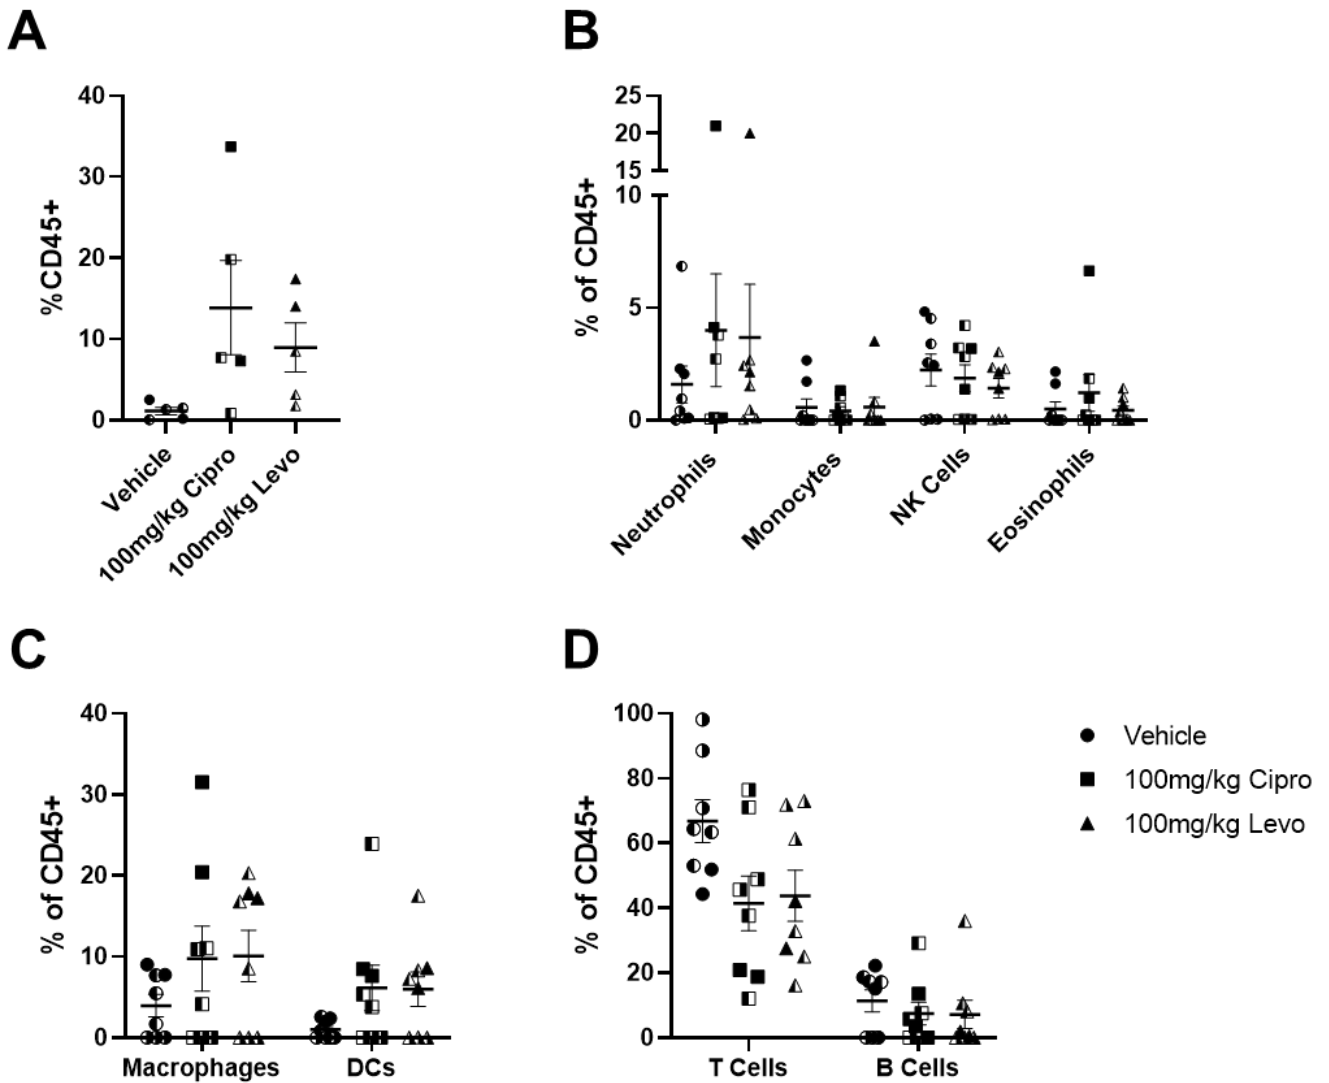 A
%CD45+
40
30
20
10
0
Vehicle
100mg/kg Cipro
100mg/kg Levo
B
% of CD45+
25
20
15
10
5
0
Neutrophils
Monocytes
NK Cells
Eosinophils
C
% of CD45+
40
30
20
10
0
Macrophages
DCs
D
% of CD45+
100
80
60
40
20
0
T Cells
B Cells
Vehicle
100mg/kg Cipro
100mg/kg Levo